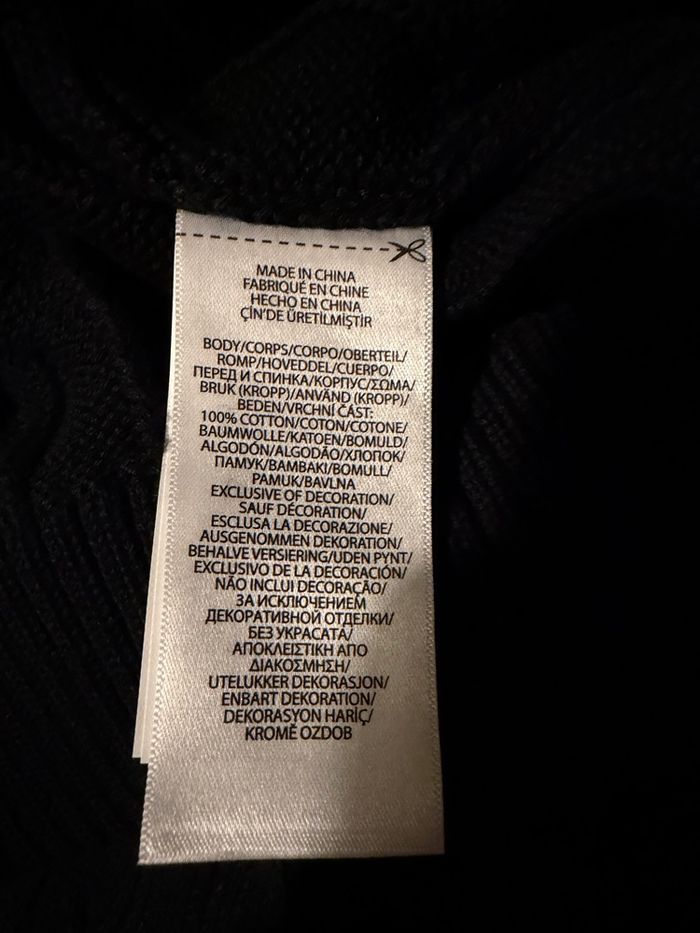 MADE IN CHINA
FABRIQUÉ EN CHINE
HECHO EN CHINA
ÇİN'DE ÜRETİLMİŞTİR
BODY/CORPS/CORPO/OBERTEIL/
ROMP/HOVEDDEL/CUERPO/
ПЕРЕД И СПИНКА/КОРПУС/ΣΩΜΑ/
BRUK (KROPP)/ANVÄND (KROPP)/
BEDEN/VRCHNÍ ČÁST:
100% COTTON/COTON/COTONE/
BAUMWOLLE/KATOEN/BOMULD/
ALGODÓN/ALGODÃO/ХЛОПОК/
ПАМУК/BAMBAKI/BOMULL/
PAMUK/BAVLNA
EXCLUSIVE OF DECORATION/
SAUF DÉCORATION/
ESCLUSA LA DECORAZIONE/
AUSGENOMMEN DEKORATION/
BEHALVE VERSIERING/UDEN PYNT/
EXCLUSIVO DE LA DECORACIÓN/
NÃO INCLUI DECORAÇÃO/
ЗА ИСКЛЮЧЕНИЕМ
ДЕКОРАТИВНОЙ ОТДЕЛКИ/
БЕЗ УКРАСАТА/
ΑΠΟΚΛΕΙΣΤΙΚΗ ΑΠΟ
ΔΙΑΚΟΣΜΗΣΗ/
UTELUKKER DEKORASJON/
ENBART DEKORATION/
DEKORASYON HARİÇ/
KROMĚ OZDOB